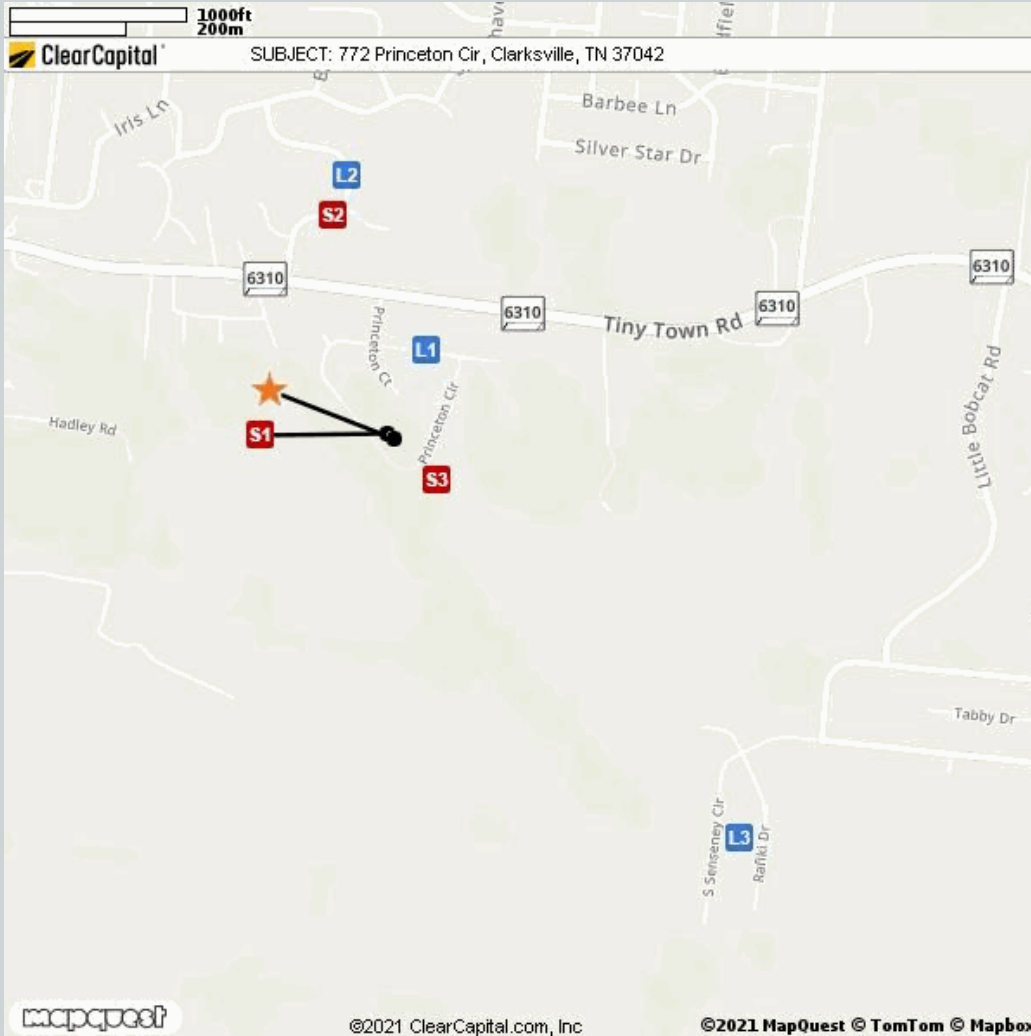 1000ft
200m
ClearCapital
SUBJECT: 772 Princeton Cir, Clarksville, TN 37042
Iris Ln
Barbee Ln
Silver Star Dr
L2
S2
6310
6310
6310
6310
Tiny Town Rd
Princeton Ct
L1
Princeton Cir
Hadley Rd
S1
S3
Little Bobcat Rd
Tabby Dr
S Senseney Cir
L3
Rafiki Dr
mapquest
©2021 ClearCapital.com, Inc
©2021 MapQuest © TomTom © Mapbox